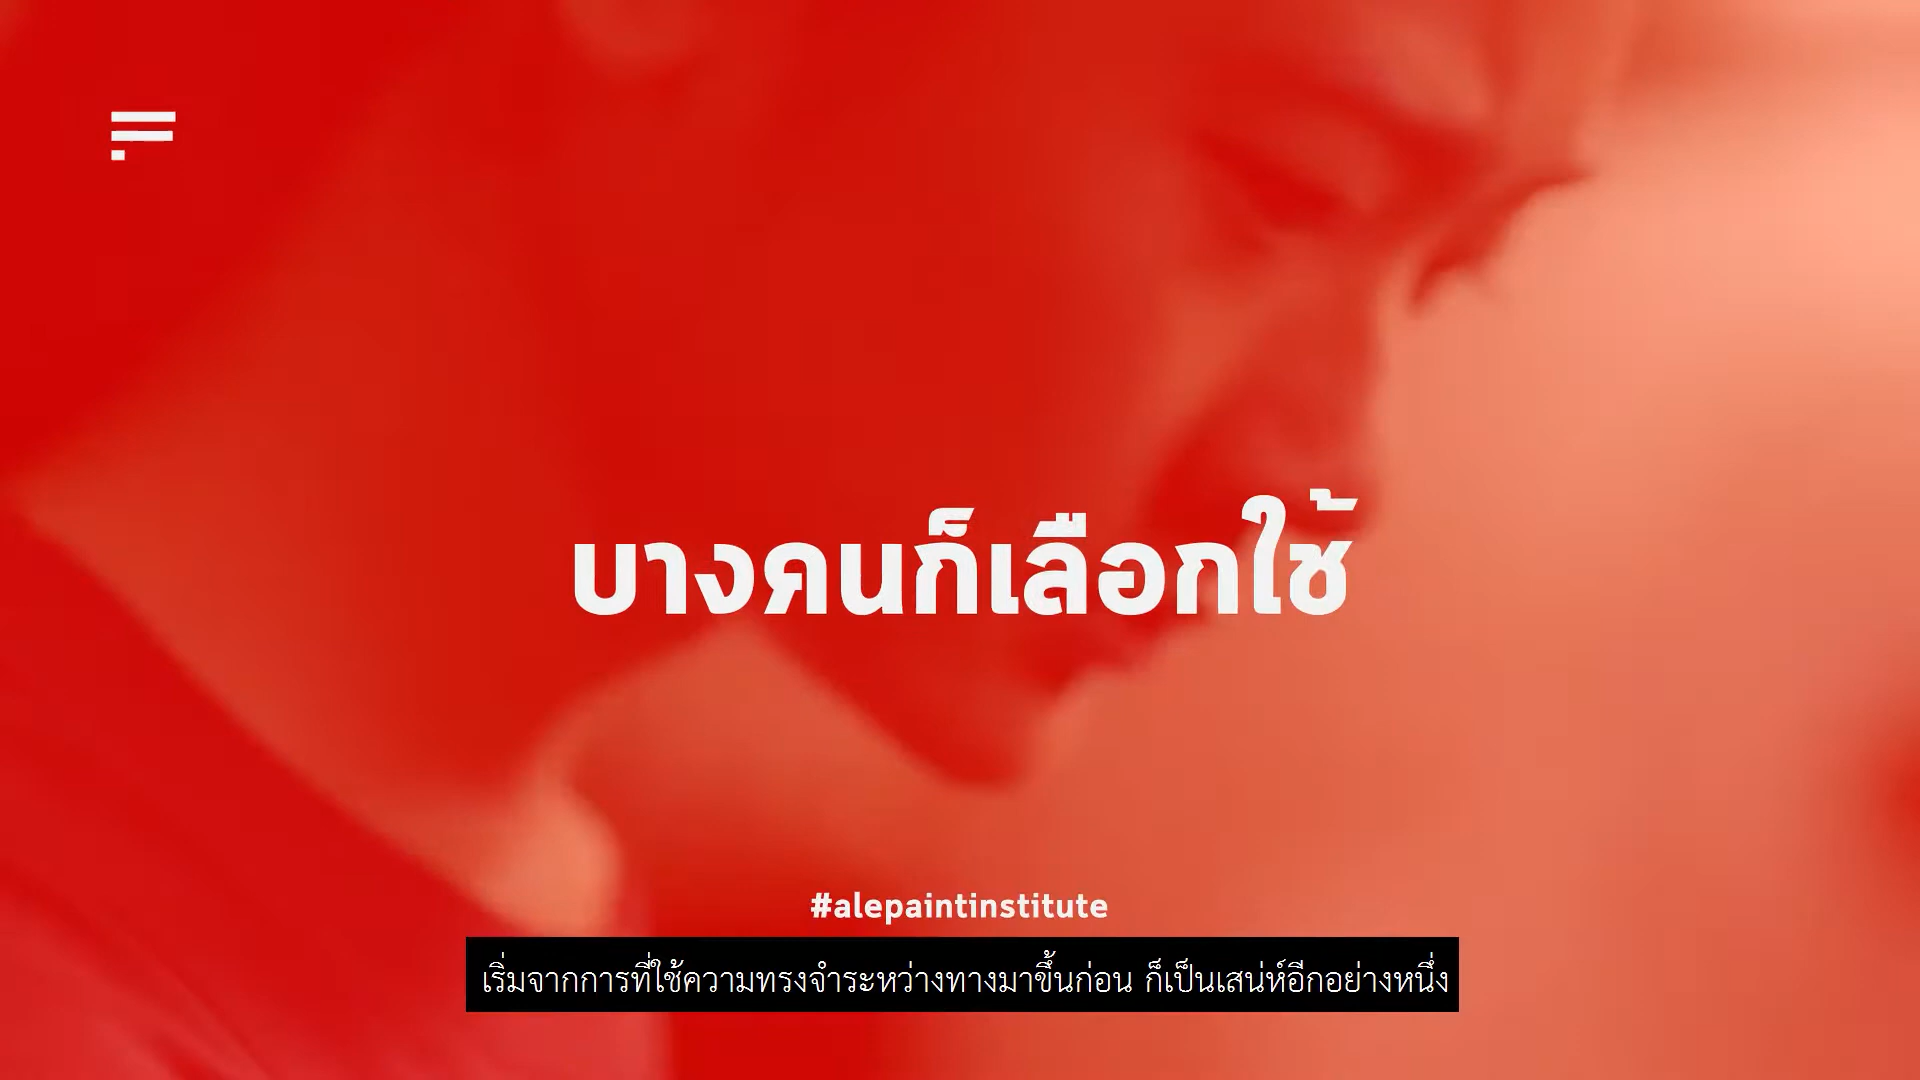 บางคนก็เลือกใช้
#alepaintinstitute
เริ่มจากการที่ใช้ความทรงจำระหว่างทางมาขึ้นก่อน ก็เป็นเสน่ห์อีกอย่างหนึ่ง